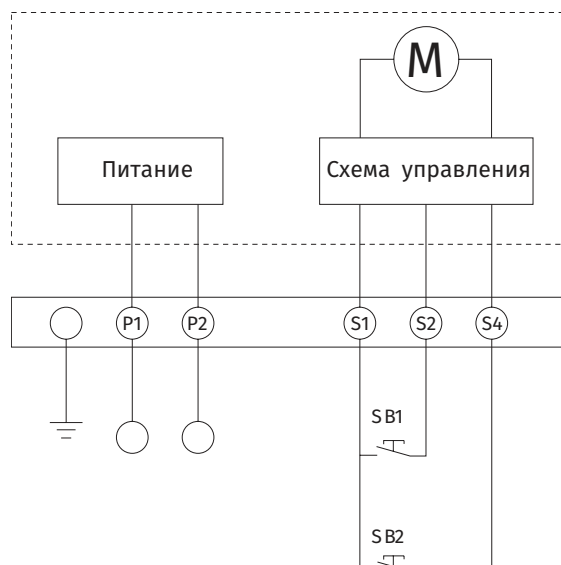 M
Питание
Схема управления
P1 P2 S1 S2 S4
SB1
SB2